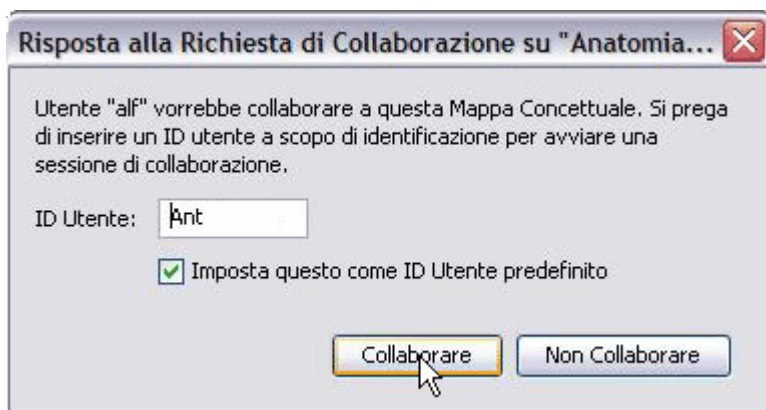 Risposta alla Richiesta di Collaborazione su "Anatomia...
Utente "alf" vorrebbe collaborare a questa Mappa Concettuale. Si prega
di inserire un ID utente a scopo di identificazione per avviare una
sessione di collaborazione.
ID Utente: Ant
Imposta questo come ID Utente predefinito
Collaborare Non Collaborare